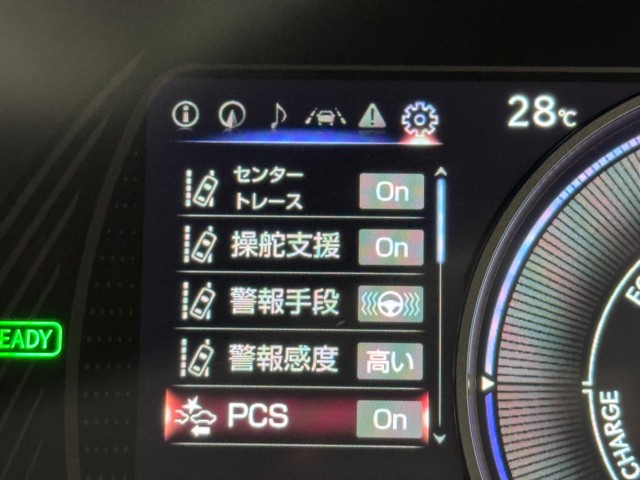 28℃
センター
トレース
On
操舵支援
On
警報手段
警報感度
高い
PCS
On
READY
CHARGE